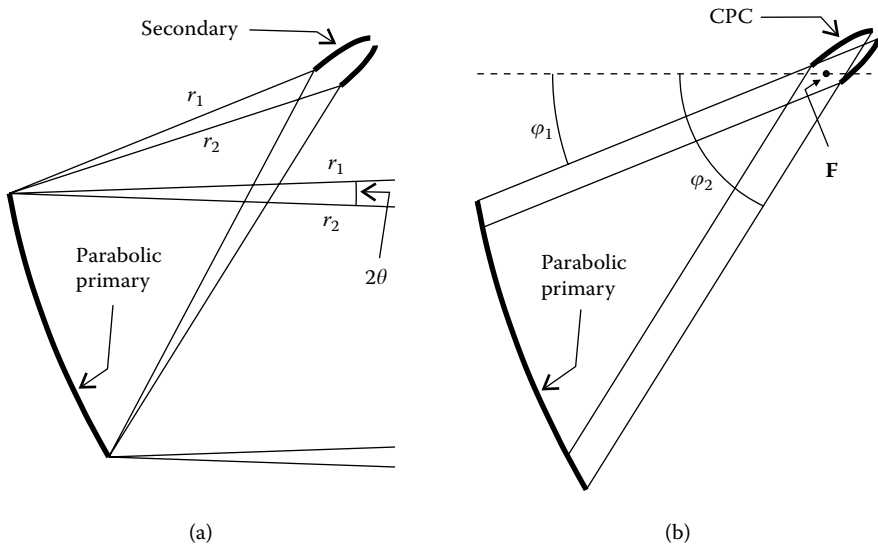 Secondary
r1
r2
r1
r2
2θ
Parabolic
primary
(a)
CPC
φ1
φ2
F
Parabolic
primary
(b)